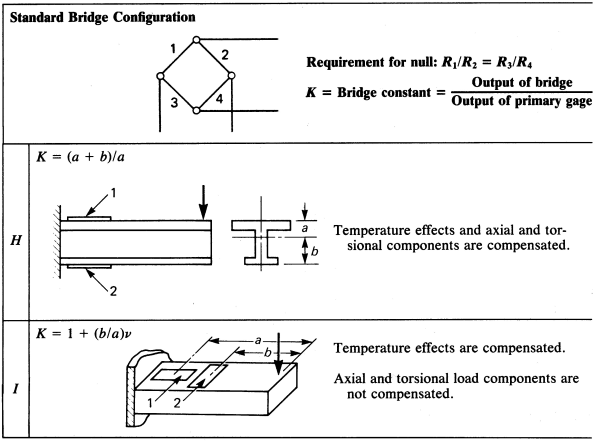 Standard Bridge Configuration
1
2
3
4
Requirement for null: R₁/R₂ = R₃/R₄
K = Bridge constant = Output of bridge / Output of primary gage
H
K = (a + b)/a
1
2
a
b
Temperature effects and axial and tor-
sional components are compensated.
I
K = 1 + (b/a)ν
a
b
1
2
Temperature effects are compensated.
Axial and torsional load components are
not compensated.